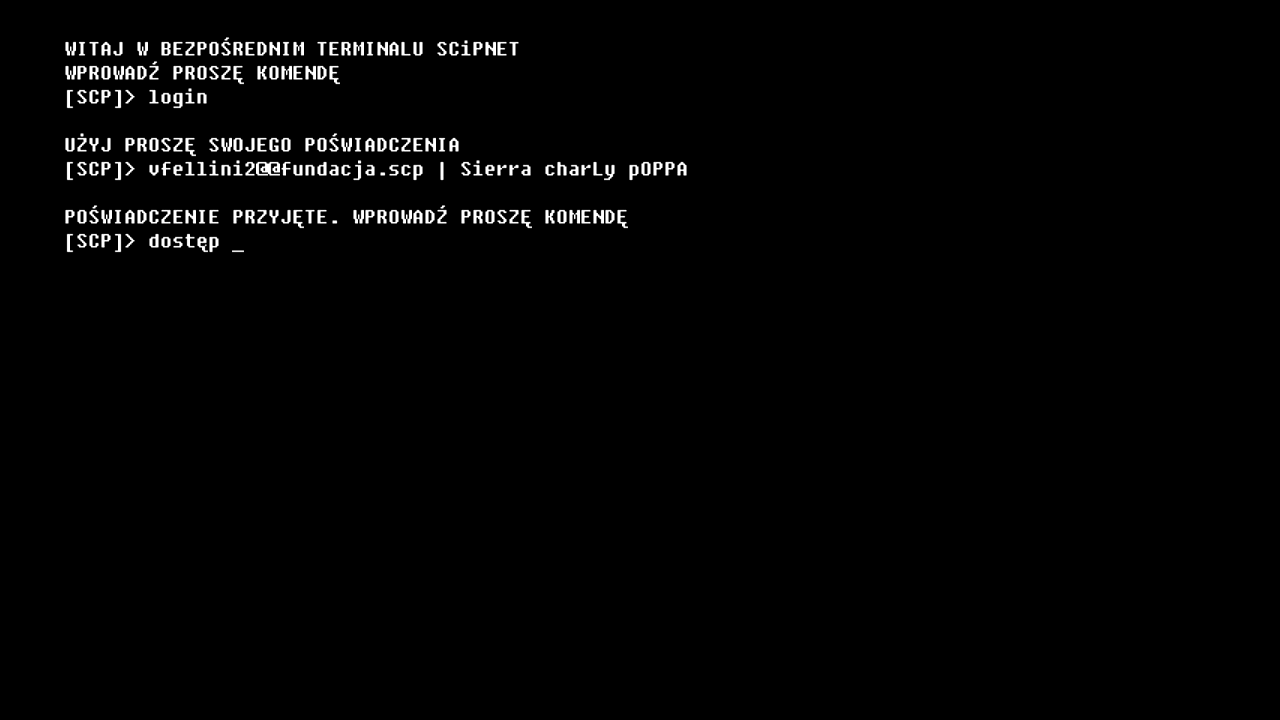 WITAJ W BEZPOŚREDNIM TERMINALU SCiPNET
WPROWADŹ PROSZĘ KOMENDĘ
[SCP]> login
UŻYJ PROSZĘ SWOJEGO POŚWIADCZENIA
[SCP]> vfellini2@@fundacja.scp | Sierra charLy pOPPA
POŚWIADCZENIE PRZYJĘTE. WPROWADŹ PROSZĘ KOMENDĘ
[SCP]> dostęp _